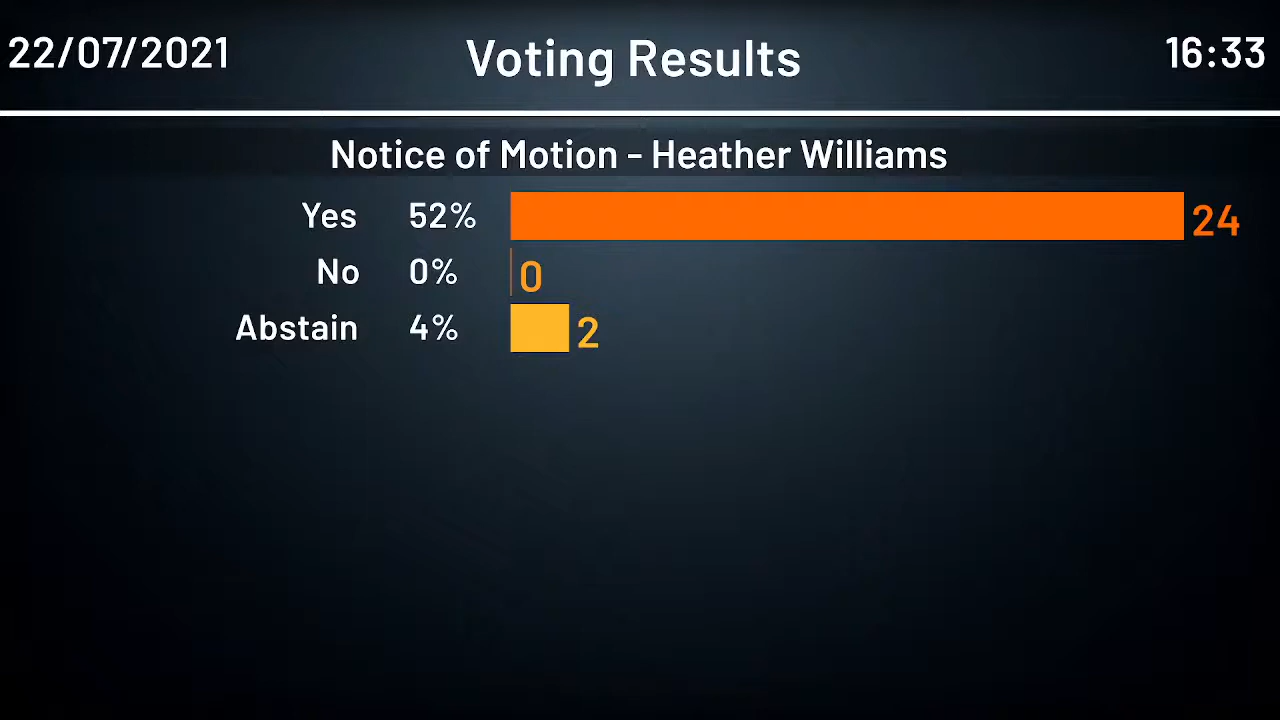 22/07/2021 Voting Results 16:33
Notice of Motion - Heather Williams
Yes 52% 24
No 0% 0
Abstain 4% 2